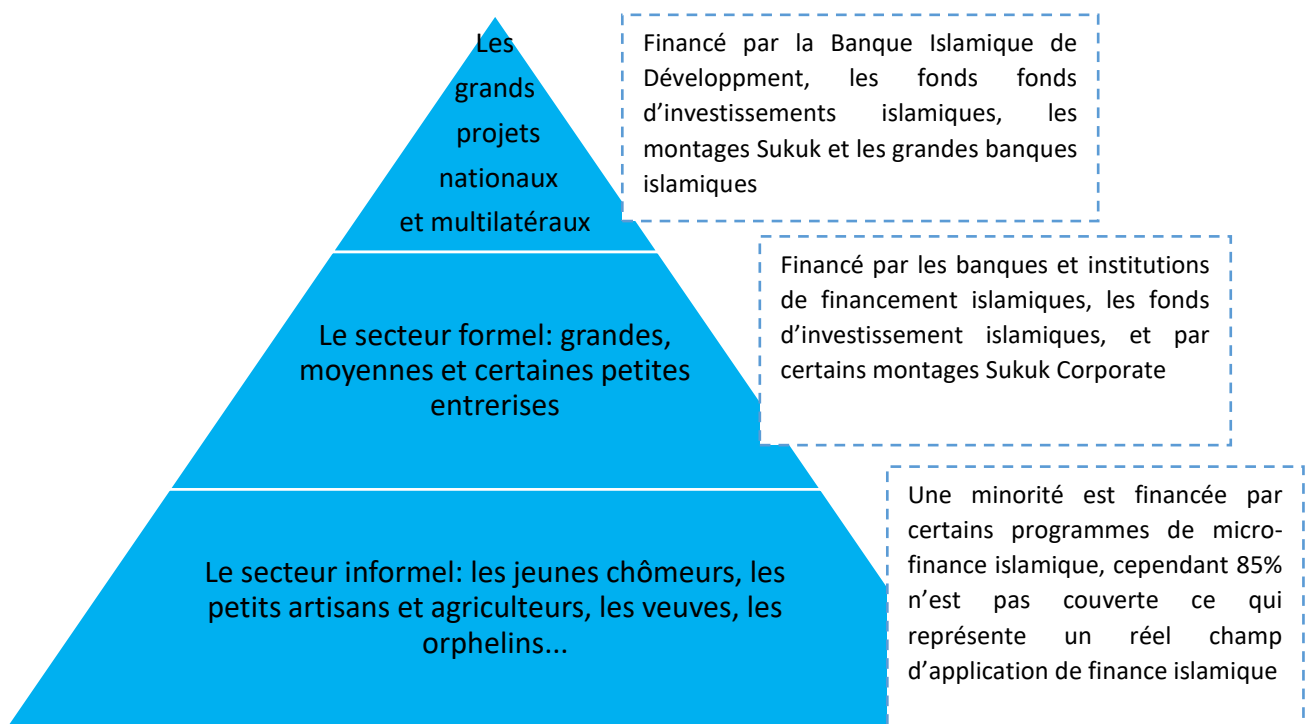 Les
grands
projets
nationaux
et multilatéraux
Financé par la Banque Islamique de
Développment, les fonds fonds
d’investissements islamiques, les
montages Sukuk et les grandes banques
islamiques
Le secteur formel: grandes,
moyennes et certaines petites
entrerises
Financé par les banques et institutions
de financement islamiques, les fonds
d’investissement islamiques, et par
certains montages Sukuk Corporate
Le secteur informel: les jeunes chômeurs, les
petits artisans et agriculteurs, les veuves, les
orphelins...
Une minorité est financée par
certains programmes de micro-
finance islamique, cependant 85%
n’est pas couverte ce qui
représente un réel champ
d’application de finance islamique